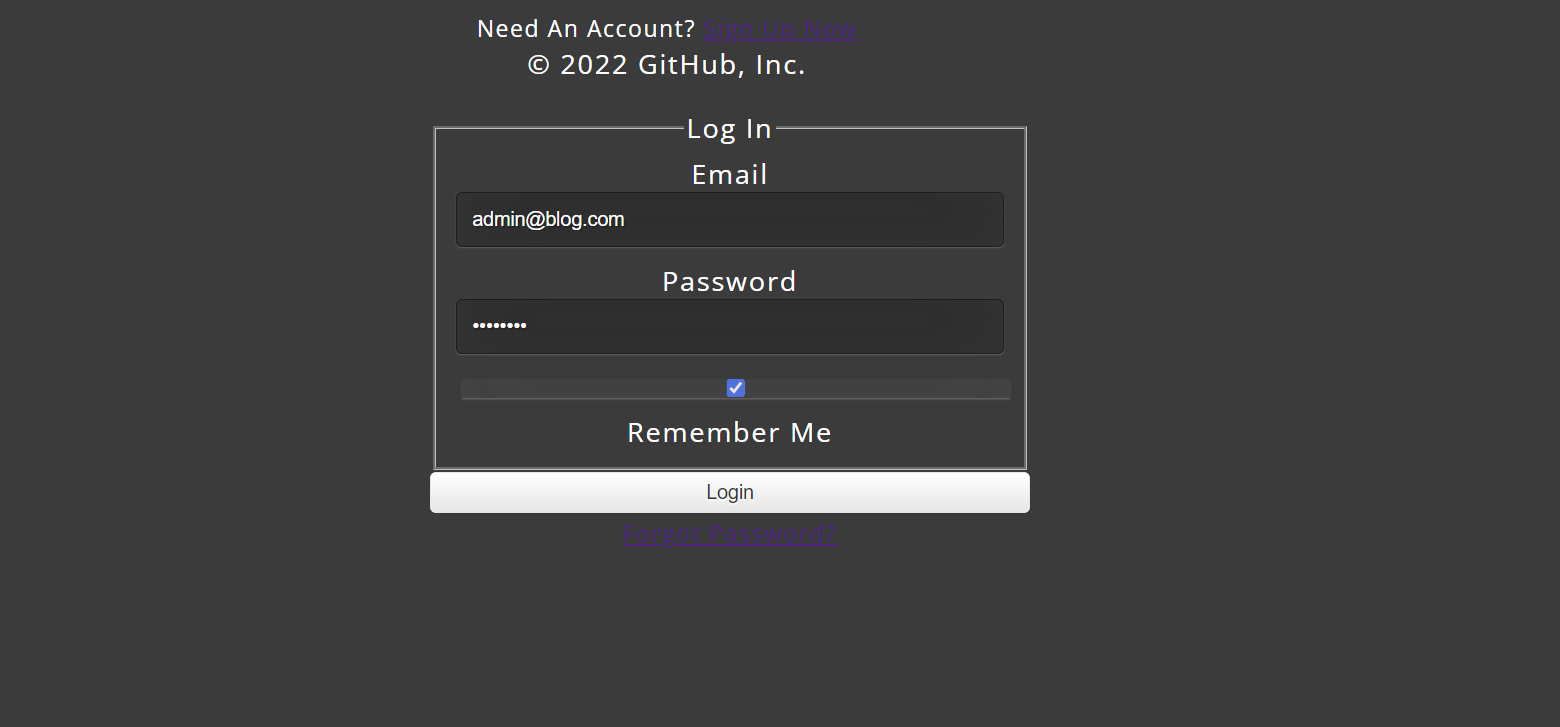 Need An Account? Sign Up Now
© 2022 GitHub, Inc.
Log In
Email
admin@blog.com
Password
••••••••
Remember Me
Login
Forgot Password?